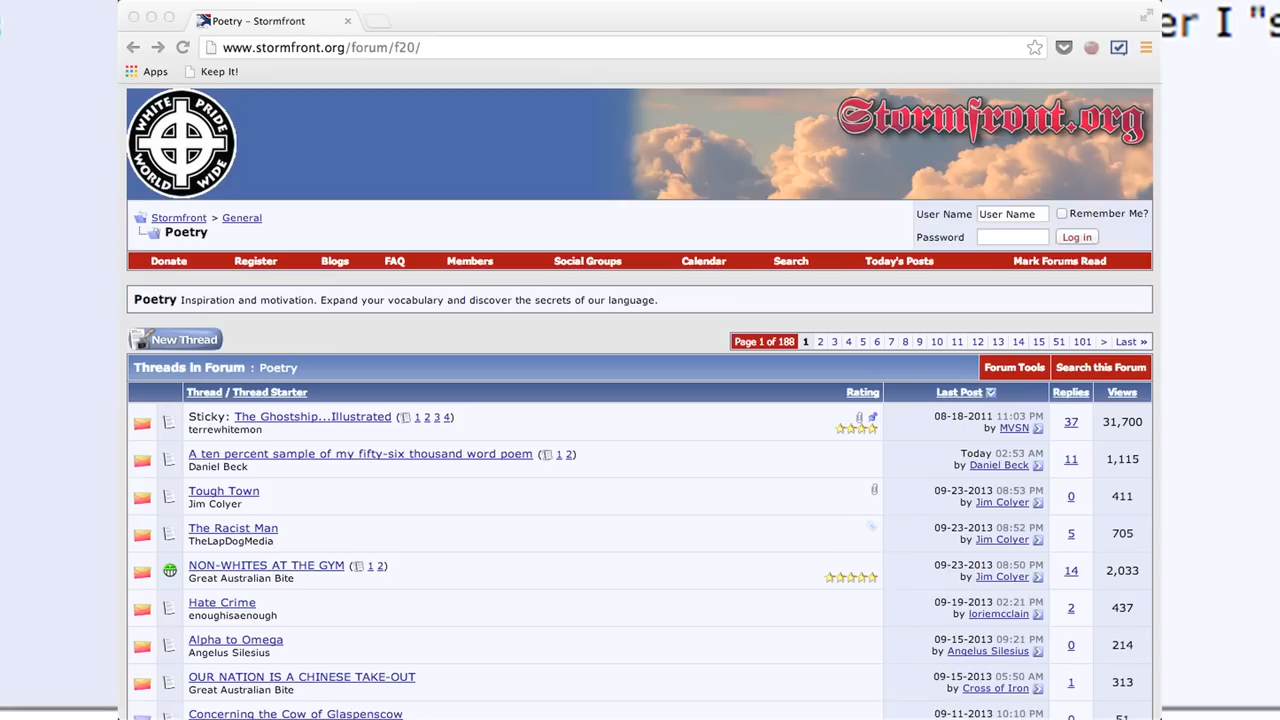 Poetry – Stormfront
er I "s
www.stormfront.org/forum/f20/
Apps Keep It!
WHITE PRIDE WORLD WIDE
Stormfront.org
Stormfront > General
Poetry
User Name User Name Remember Me?
Password Log in
Donate Register Blogs FAQ Members Social Groups Calendar Search Today's Posts Mark Forums Read
Poetry Inspiration and motivation. Expand your vocabulary and discover the secrets of our language.
New Thread
Page 1 of 188 1 2 3 4 5 6 7 8 9 10 11 12 13 14 15 51 101 > Last »
Threads in Forum : Poetry Forum Tools Search this Forum
Thread / Thread Starter Rating Last Post Replies Views
Sticky: The Ghostship...Illustrated ( 1 2 3 4) 08-18-2011 11:03 PM 37 31,700
terrewhitemon by MVSN
A ten percent sample of my fifty-six thousand word poem ( 1 2) Today 02:53 AM 11 1,115
Daniel Beck by Daniel Beck
Tough Town 09-23-2013 08:53 PM 0 411
Jim Colyer by Jim Colyer
The Racist Man 09-23-2013 08:52 PM 5 705
TheLapDogMedia by Jim Colyer
NON-WHITES AT THE GYM ( 1 2) 09-23-2013 08:50 PM 14 2,033
Great Australian Bite by Jim Colyer
Hate Crime 09-19-2013 02:21 PM 2 437
enoughisaenough by loriemcclain
Alpha to Omega 09-15-2013 09:21 PM 0 214
Angelus Silesius by Angelus Silesius
OUR NATION IS A CHINESE TAKE-OUT 09-15-2013 05:50 AM 1 313
Great Australian Bite by Cross of Iron
Concerning the Cow of Glaspenscow 09-11-2013 10:10 PM 0 51